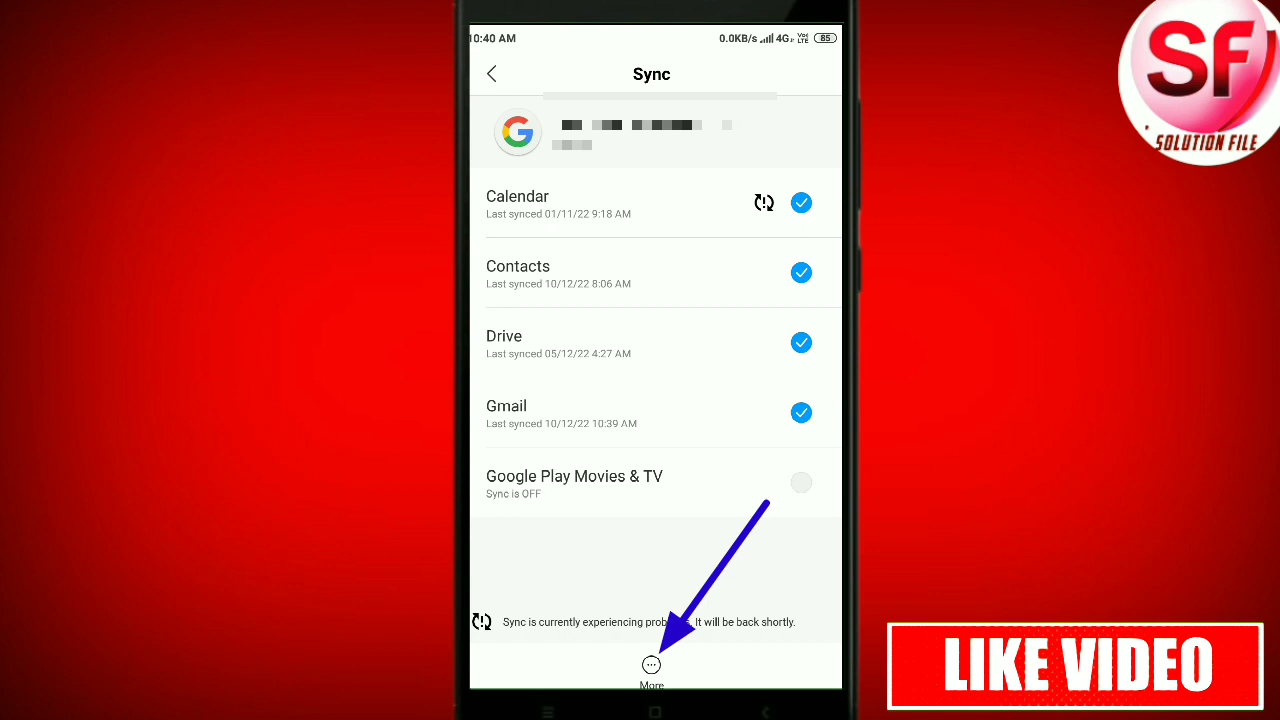 10:40 AM
0.0KB/s 4G Vo LTE 85
Sync
Calendar
Last synced 01/11/22 9:18 AM
Contacts
Last synced 10/12/22 8:06 AM
Drive
Last synced 05/12/22 4:27 AM
Gmail
Last synced 10/12/22 10:39 AM
Google Play Movies & TV
Sync is OFF
Sync is currently experiencing It will be back shortly.
More
SF
SOLUTION FILE
LIKE VIDEO